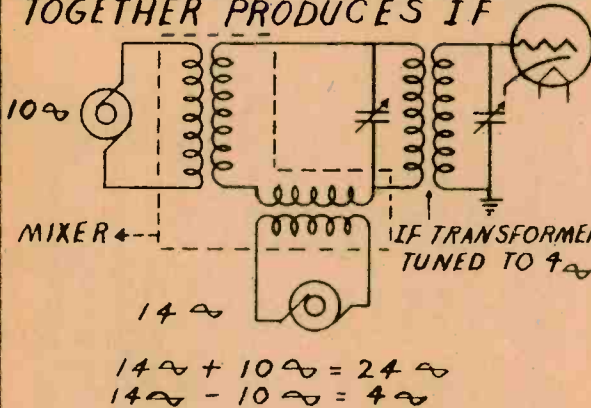 TOGETHER PRODUCES IF
10∿
MIXER
IF TRANSFORMER
TUNED TO 4∿
14 ∿
14∿ + 10∿ = 24∿
14∿ - 10∿ = 4∿